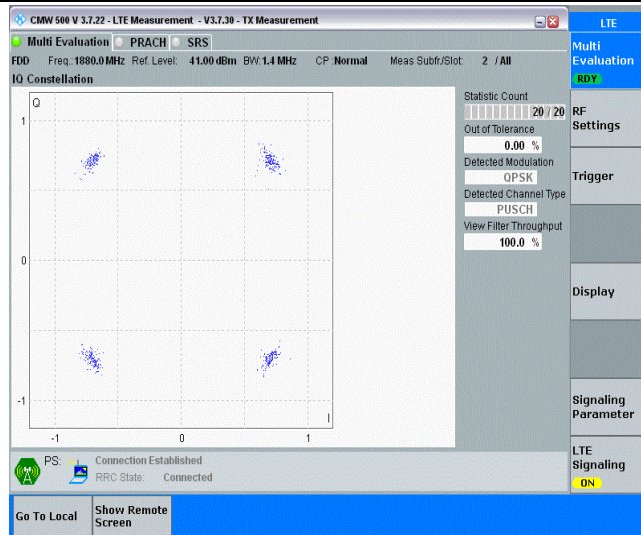 CMW 500 V 3.7.22 - LTE Measurement - V3.7.30 - TX Measurement
LTE
Multi Evaluation PRACH SRS
Multi
Evaluation
RDY
FDD Freq.:1880.0 MHz Ref. Level: 41.00 dBm BW:1.4 MHz CP :Normal Meas Subfr./Slot: 2 / All
IQ Constellation
Q
1
0
-1
-1 0 1
I
Statistic Count
20 / 20
Out of Tolerance
0.00 %
Detected Modulation
QPSK
Detected Channel Type
PUSCH
View Filter Throughput
100.0 %
RF
Settings
Trigger
Display
Signaling
Parameter
LTE
Signaling
ON
PS: Connection Established
RRC State: Connected
Go To Local
Show Remote
Screen